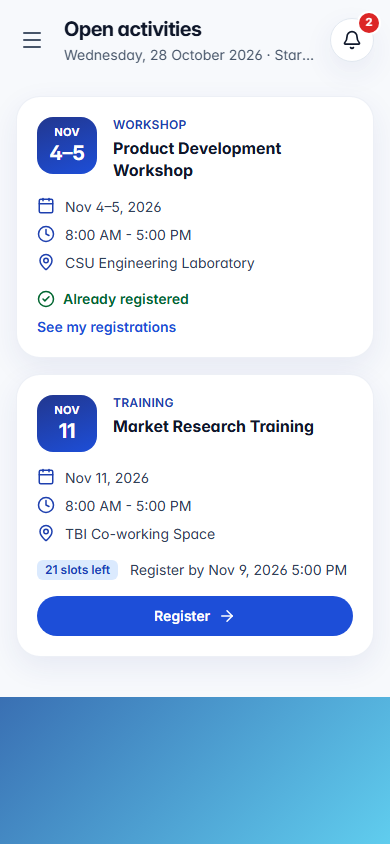 Open activities
Wednesday, 28 October 2026 · Star...
2
NOV
4–5
WORKSHOP
Product Development
Workshop
Nov 4–5, 2026
8:00 AM - 5:00 PM
CSU Engineering Laboratory
Already registered
See my registrations
NOV
11
TRAINING
Market Research Training
Nov 11, 2026
8:00 AM - 5:00 PM
TBI Co-working Space
21 slots left Register by Nov 9, 2026 5:00 PM
Register